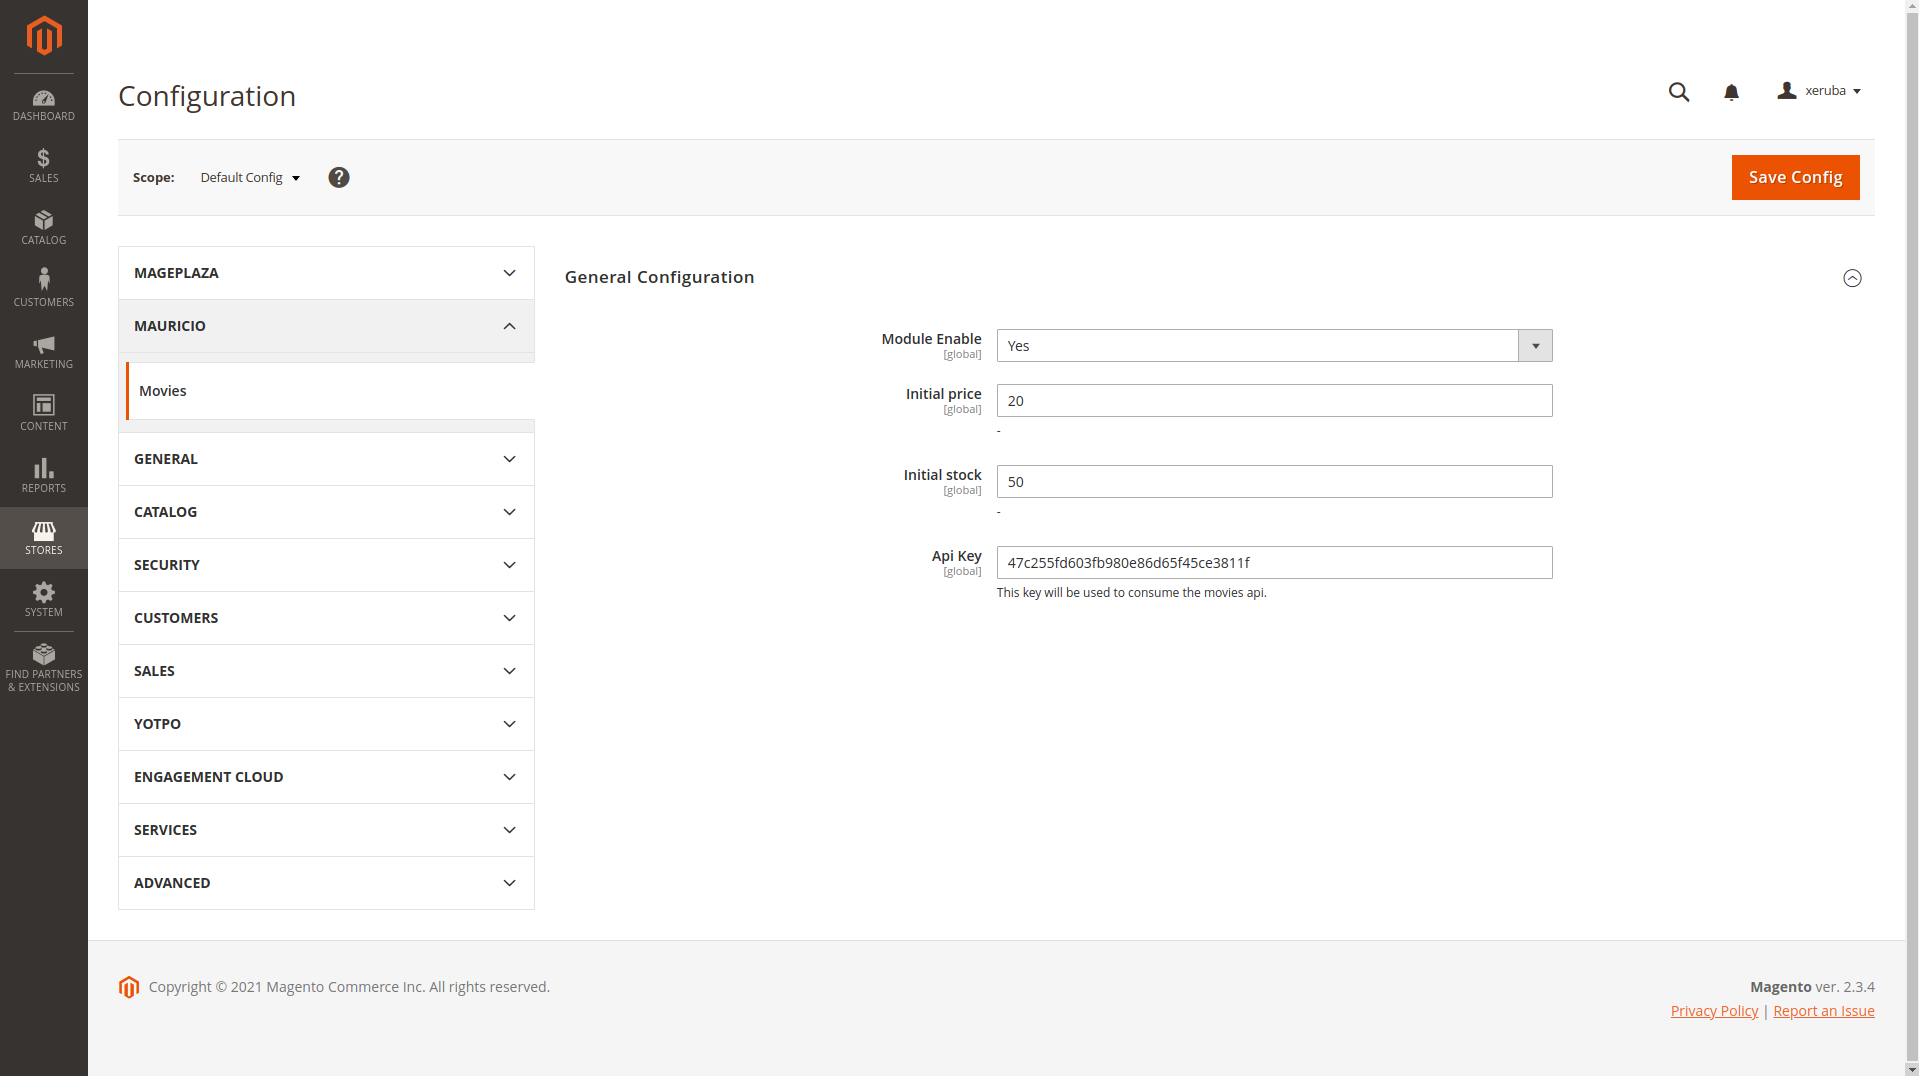 DASHBOARD
SALES
CATALOG
CUSTOMERS
MARKETING
CONTENT
REPORTS
STORES
SYSTEM
FIND PARTNERS
& EXTENSIONS
Configuration
xeruba
Scope: Default Config ?
Save Config
MAGEPLAZA
MAURICIO
Movies
GENERAL
CATALOG
SECURITY
CUSTOMERS
SALES
YOTPO
ENGAGEMENT CLOUD
SERVICES
ADVANCED
General Configuration
Module Enable
[global]
Yes
Initial price
[global]
20
-
Initial stock
[global]
50
-
Api Key
[global]
47c255fd603fb980e86d65f45ce3811f
This key will be used to consume the movies api.
Copyright © 2021 Magento Commerce Inc. All rights reserved.
Magento ver. 2.3.4
Privacy Policy | Report an Issue